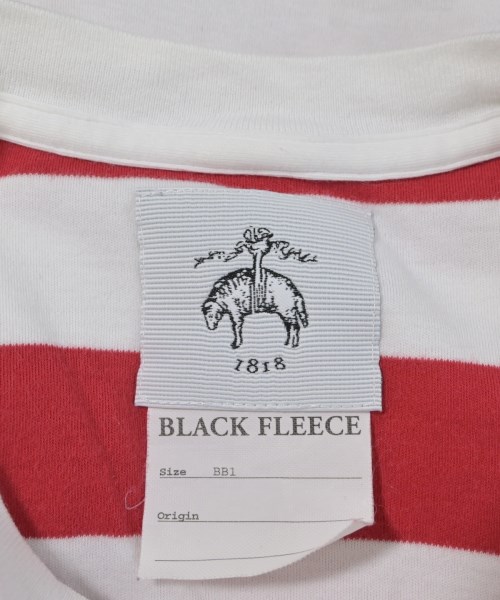 1818
BLACK FLEECE
Size BB1
Origin